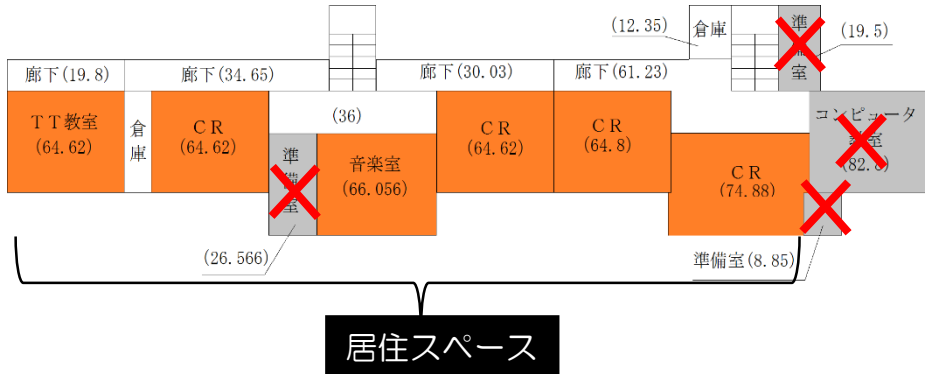 (12.35)
倉庫
準備室
(19.5)
廊下(19.8)
廊下(34.65)
廊下(30.03)
廊下(61.23)
ＴＴ教室
(64.62)
倉庫
ＣＲ
(64.62)
(36)
準備室
音楽室
(66.056)
ＣＲ
(64.62)
ＣＲ
(64.8)
ＣＲ
(74.88)
コンピュータ
教室
(82.8)
(26.566)
準備室(8.85)
居住スペース